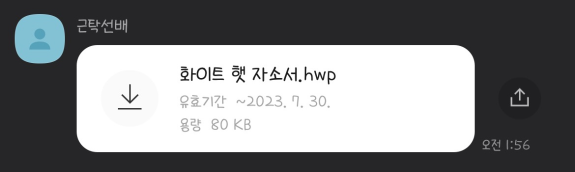 근탁선배
화이트 햇 자소서.hwp
유효기간 ~2023. 7. 30.
용량 80 KB
오전 1:56